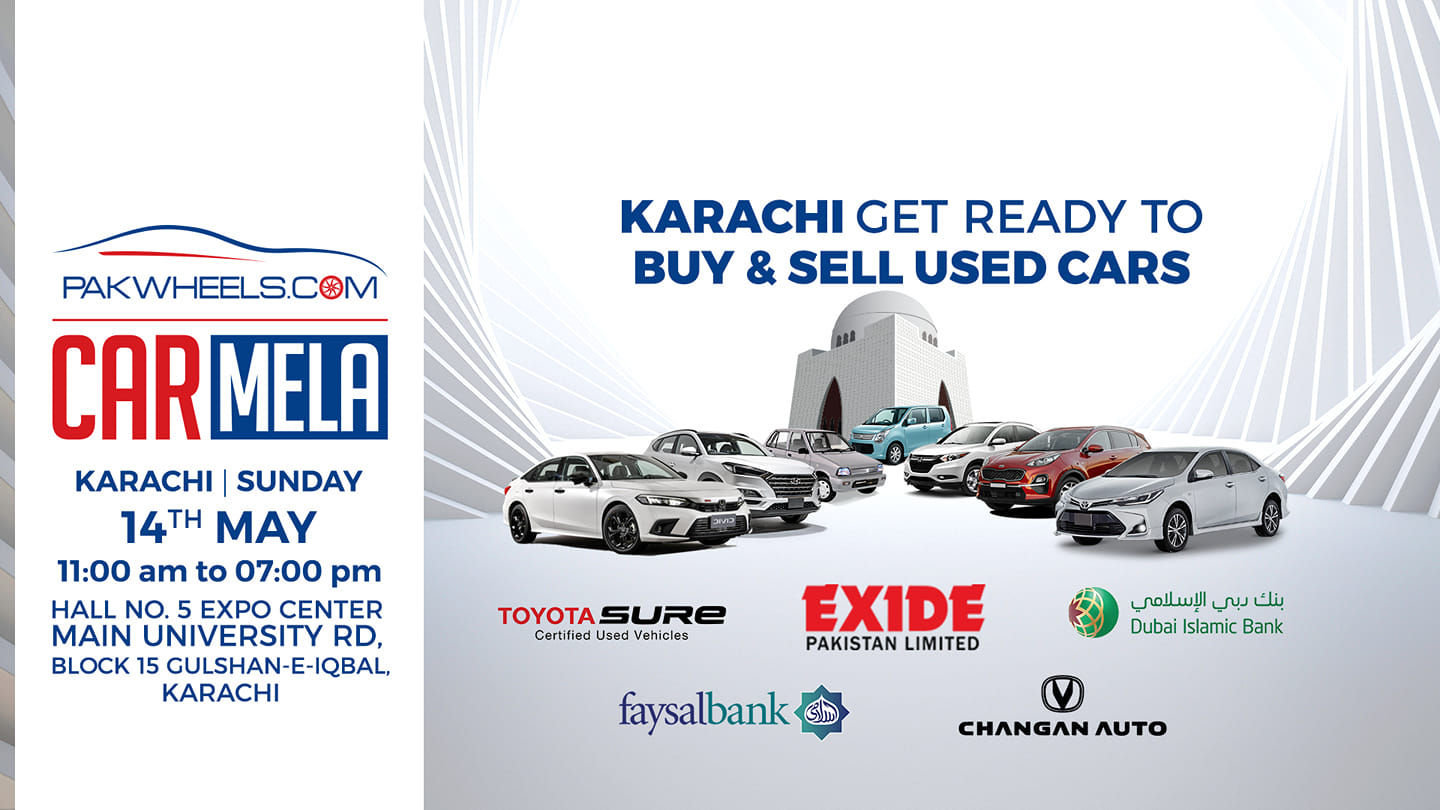 PAKWHEELS.COM
CAR MELA
KARACHI | SUNDAY
14TH MAY
11:00 am to 07:00 pm
HALL NO. 5 EXPO CENTER
MAIN UNIVERSITY RD,
BLOCK 15 GULSHAN-E-IQBAL,
KARACHI
KARACHI GET READY TO
BUY & SELL USED CARS
TOYOTA SURE
Certified Used Vehicles
EXIDE
PAKISTAN LIMITED
بنك دبي الإسلامي
Dubai Islamic Bank
faysalbank
CHANGAN AUTO